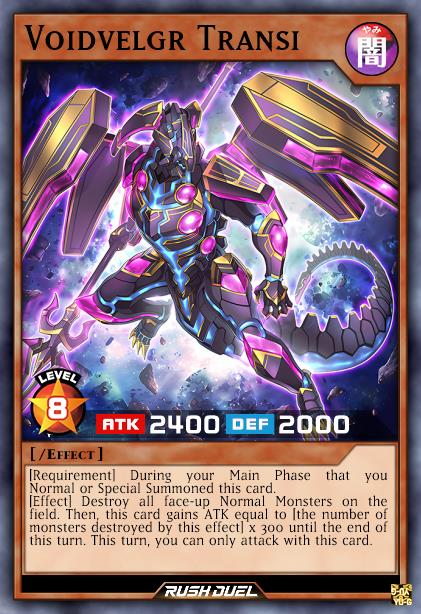 Voidvelgr Transi
やみ
闇
LEVEL
8
ATK 2400 DEF 2000
[ /Effect ]
[Requirement] During your Main Phase that you
Normal or Special Summoned this card.
[Effect] Destroy all face-up Normal Monsters on the
field. Then, this card gains ATK equal to [the number of
monsters destroyed by this effect] x 300 until the end of
this turn. This turn, you can only attack with this card.
RUSH DUEL